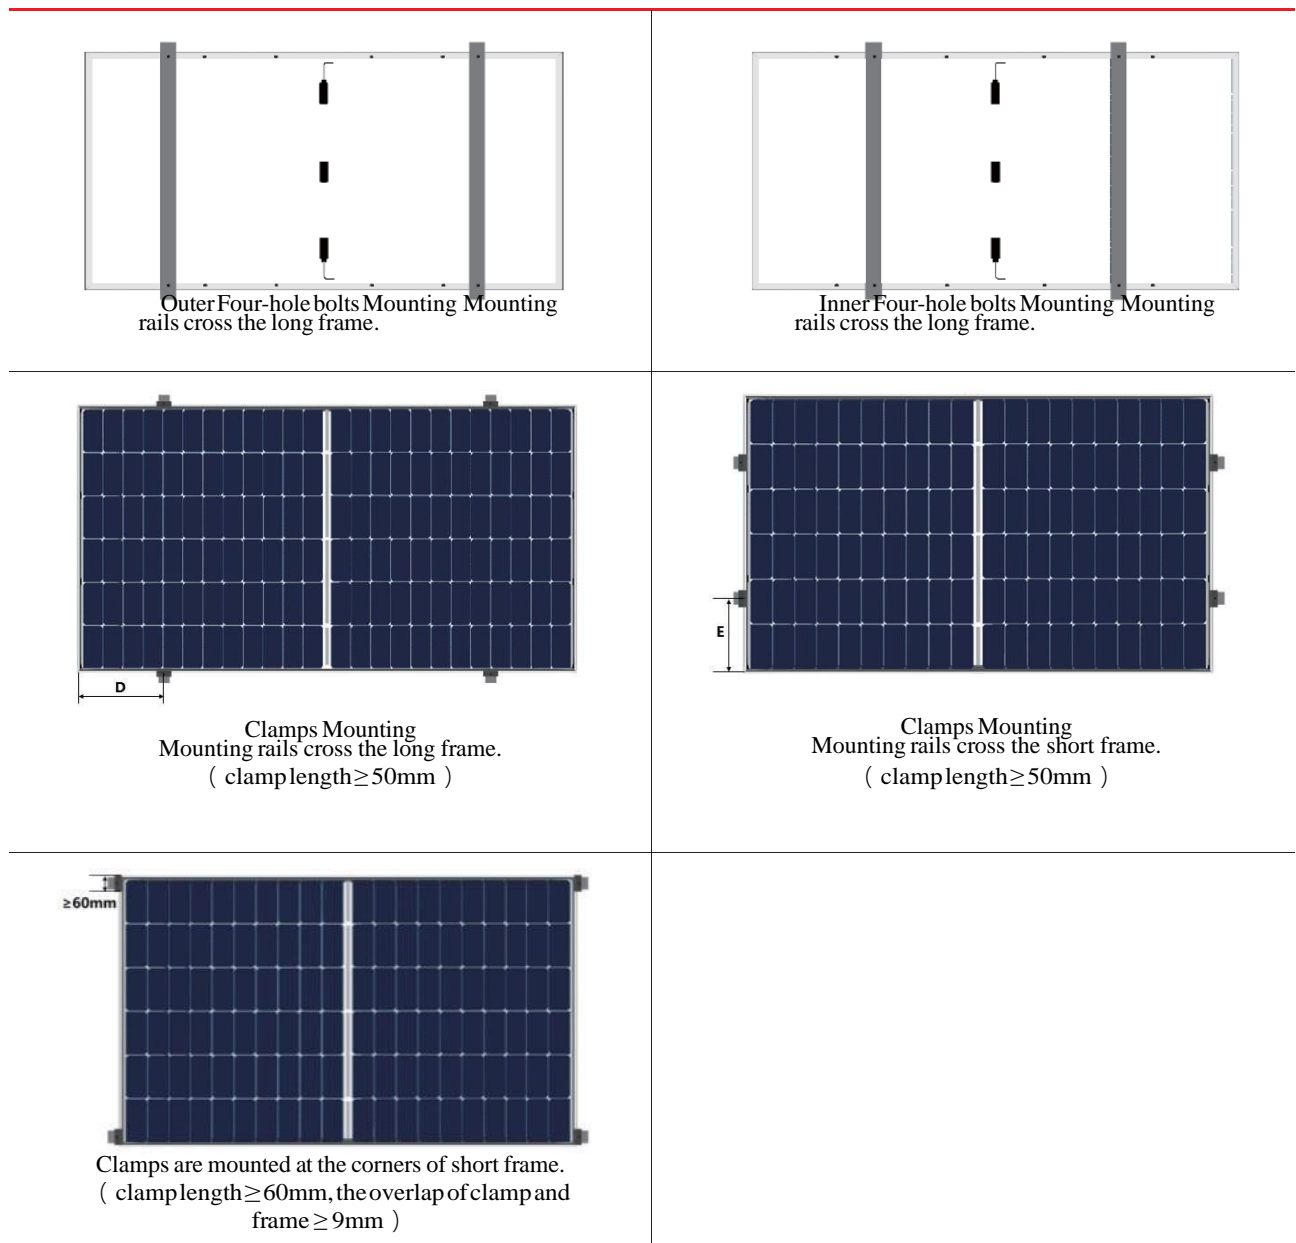 Outer Four-hole bolts Mounting Mounting
rails cross the long frame.
Inner Four-hole bolts Mounting Mounting
rails cross the long frame.
D
Clamps Mounting
Mounting rails cross the long frame.
( clamp length≥50mm )
E
Clamps Mounting
Mounting rails cross the short frame.
( clamp length≥50mm )
≥60mm
Clamps are mounted at the corners of short frame.
( clamp length≥60mm, the overlap of clamp and
frame≥9mm )